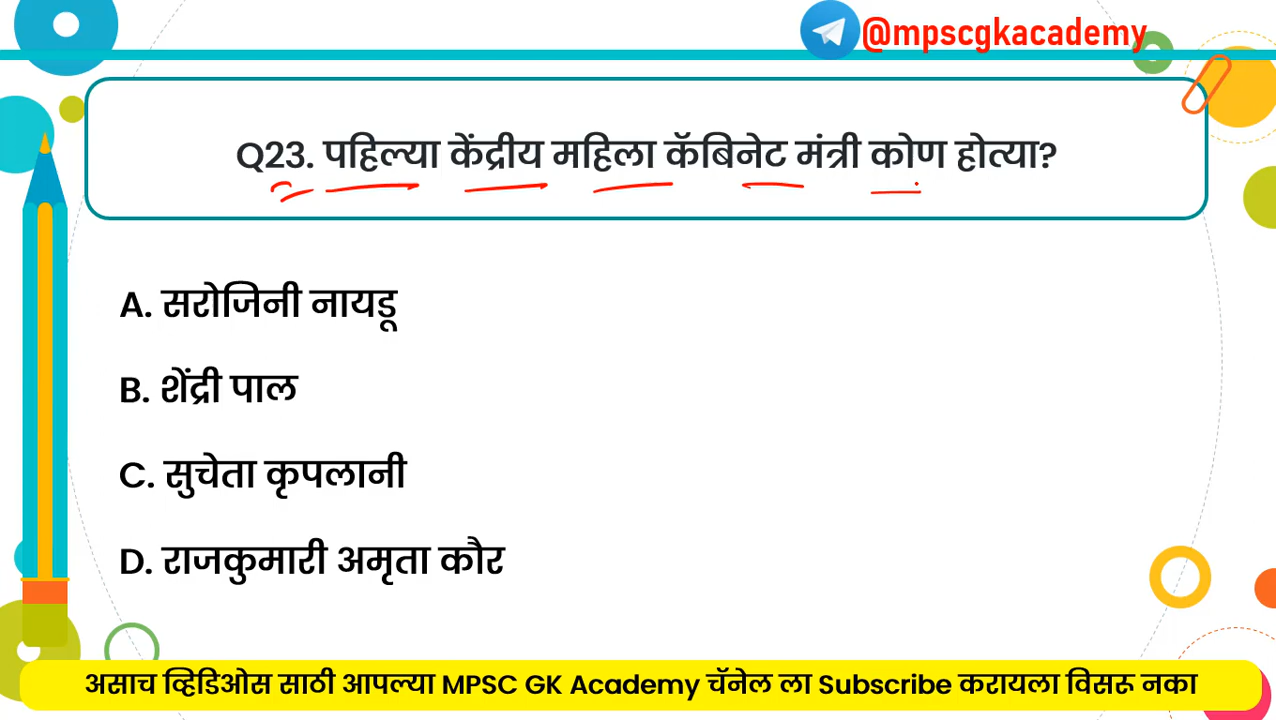 @mpscgkacademy
Q23. पहिल्या केंद्रीय महिला कॅबिनेट मंत्री कोण होत्या?
A. सरोजिनी नायडू
B. शेंद्री पाल
C. सुचेता कृपलानी
D. राजकुमारी अमृता कौर
असाच व्हिडिओस साठी आपल्या MPSC GK Academy चॅनेल ला Subscribe करायला विसरू नका